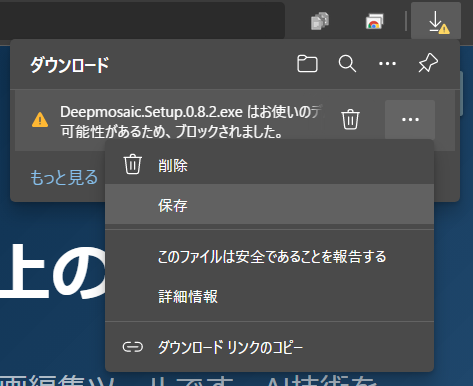 ダウンロード
Deepmosaic.Setup.0.8.2.exe はお使いのデ
可能性があるため、ブロックされました。
もっと見る
削除
保存
上の
このファイルは安全であることを報告する
詳細情報
ダウンロード リンクのコピー
画編集ツールです。AI技術を